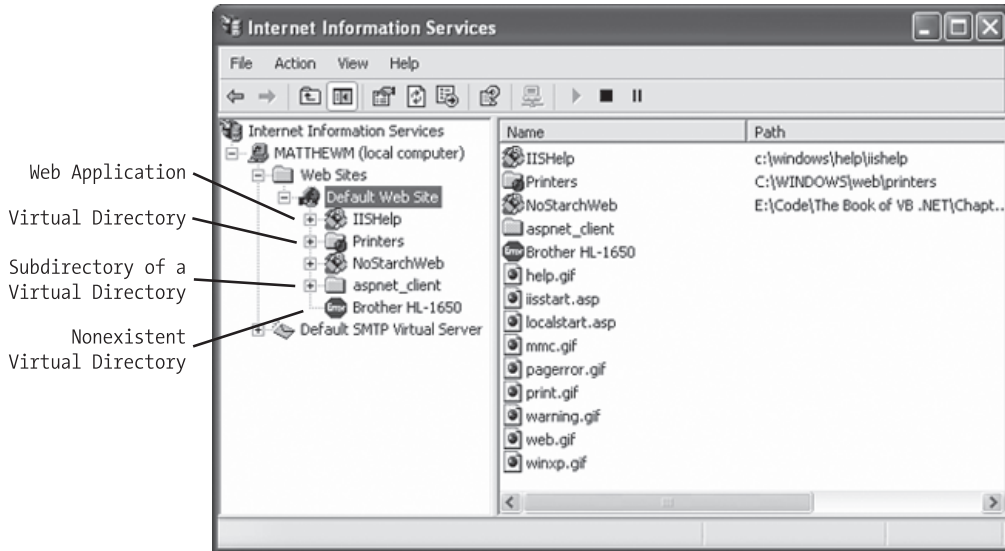 Internet Information Services
File Action View Help
Internet Information Services
MATTHEWM (local computer)
Web Sites
Default Web Site
IISHelp
Printers
NoStarchWeb
aspnet_client
Error Brother HL-1650
Default SMTP Virtual Server
Web Application
Virtual Directory
Subdirectory of a
Virtual Directory
Nonexistent
Virtual Directory
Name Path
IISHelp c:\windows\help\iishelp
Printers C:\WINDOWS\web\printers
NoStarchWeb E:\Code\The Book of VB .NET\Chapt...
aspnet_client
Error Brother HL-1650
help.gif
iisstart.asp
localstart.asp
mmc.gif
pagerror.gif
print.gif
warning.gif
web.gif
winxp.gif